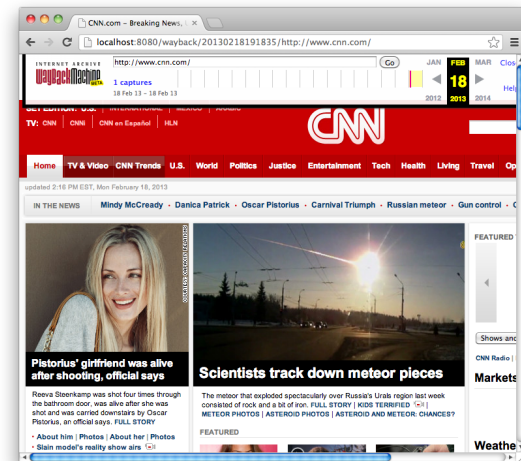 CNN.com – Breaking News, 
localhost:8080/wayback/20130218191835/http://www.cnn.com/
INTERNET ARCHIVE
WayBackMachine
BETA
http://www.cnn.com/ Go
1 captures
18 Feb 13 – 18 Feb 13
JAN FEB MAR
18
2012 2013 2014
Close
Help
SET EDITION: U.S. INTERNATIONAL MÉXICO ARABIC
TV: CNN CNNi CNN en Español HLN
CNN
Home TV & Video CNN Trends U.S. World Politics Justice Entertainment Tech Health Living Travel Op
updated 2:16 PM EST, Mon February 18, 2013
IN THE NEWS Mindy McCready • Danica Patrick • Oscar Pistorius • Carnival Triumph • Russian meteor • Gun control •
Pistorius' girlfriend was alive
after shooting, official says
Reeva Steenkamp was shot four times through
the bathroom door, was alive after she was
shot and was carried downstairs by Oscar
Pistorius, an official says. FULL STORY
• About him | Photos | About her | Photos
• Slain model's reality show airs
Scientists track down meteor pieces
The meteor that exploded spectacularly over Russia's Urals region last week
consisted of rock and a bit of iron. FULL STORY | KIDS TERRIFIED |
METEOR PHOTOS | ASTEROID PHOTOS | ASTEROID AND METEOR: CHANCES?
FEATURED
FEATURED
Shows and
CNN Radio |
Markets
Weathe